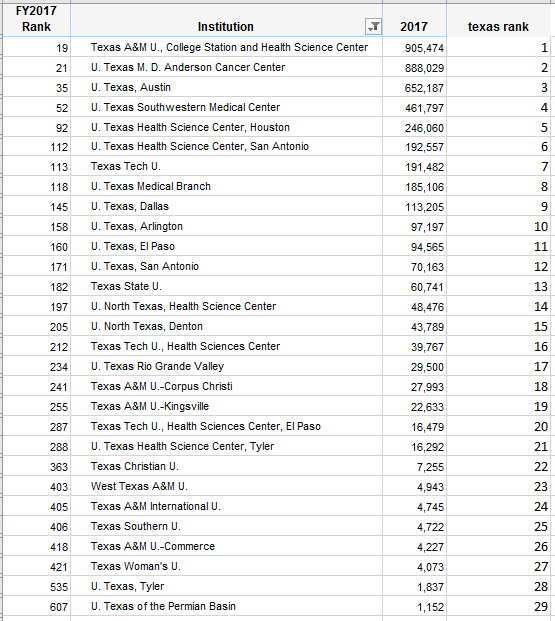 FY2017 Rank Institution 2017 texas rank
19 Texas A&M U., College Station and Health Science Center 905,474 1
21 U. Texas M. D. Anderson Cancer Center 888,029 2
35 U. Texas, Austin 652,187 3
52 U. Texas Southwestern Medical Center 461,797 4
92 U. Texas Health Science Center, Houston 246,060 5
112 U. Texas Health Science Center, San Antonio 192,557 6
113 Texas Tech U. 191,482 7
118 U. Texas Medical Branch 185,106 8
145 U. Texas, Dallas 113,205 9
158 U. Texas, Arlington 97,197 10
160 U. Texas, El Paso 94,565 11
171 U. Texas, San Antonio 70,163 12
182 Texas State U. 60,741 13
197 U. North Texas, Health Science Center 48,476 14
205 U. North Texas, Denton 43,789 15
212 Texas Tech U., Health Sciences Center 39,767 16
234 U. Texas Rio Grande Valley 29,500 17
241 Texas A&M U.-Corpus Christi 27,993 18
255 Texas A&M U.-Kingsville 22,633 19
287 Texas Tech U., Health Sciences Center, El Paso 16,479 20
288 U. Texas Health Science Center, Tyler 16,292 21
363 Texas Christian U. 7,255 22
403 West Texas A&M U. 4,943 23
405 Texas A&M International U. 4,745 24
406 Texas Southern U. 4,722 25
418 Texas A&M U.-Commerce 4,227 26
421 Texas Woman's U. 4,073 27
535 U. Texas, Tyler 1,837 28
607 U. Texas of the Permian Basin 1,152 29